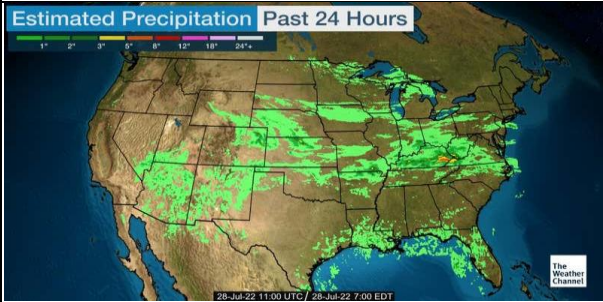 Estimated Precipitation Past 24 Hours
1" 2" 3" 5" 8" 12" 18" 24"+
The
Weather
Channel
28-Jul-22 11:00 UTC / 28-Jul-22 7:00 EDT